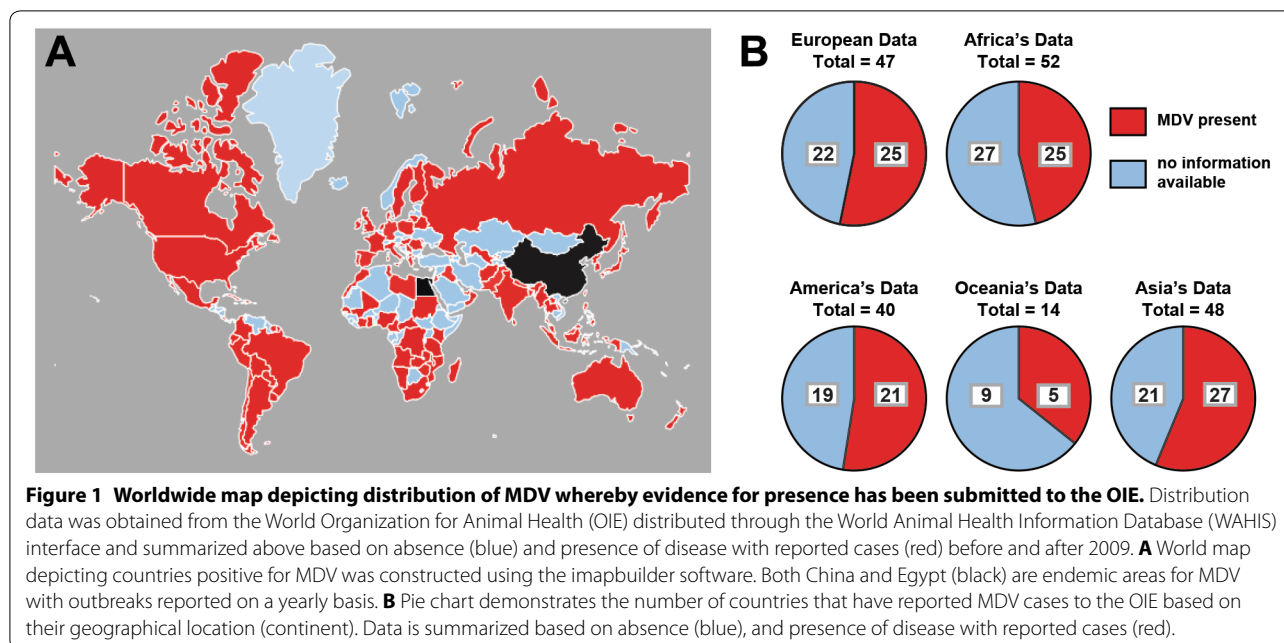 A
B
European Data
Total = 47
Africa's Data
Total = 52
22
25
27
25
MDV present
no information
available
America's Data
Total = 40
Oceania's Data
Total = 14
Asia's Data
Total = 48
19
21
9
5
21
27
Figure 1 Worldwide map depicting distribution of MDV whereby evidence for presence has been submitted to the OIE. Distribution
data was obtained from the World Organization for Animal Health (OIE) distributed through the World Animal Health Information Database (WAHIS)
interface and summarized above based on absence (blue) and presence of disease with reported cases (red) before and after 2009. A World map
depicting countries positive for MDV was constructed using the imapbuilder software. Both China and Egypt (black) are endemic areas for MDV
with outbreaks reported on a yearly basis. B Pie chart demonstrates the number of countries that have reported MDV cases to the OIE based on
their geographical location (continent). Data is summarized based on absence (blue), and presence of disease with reported cases (red).